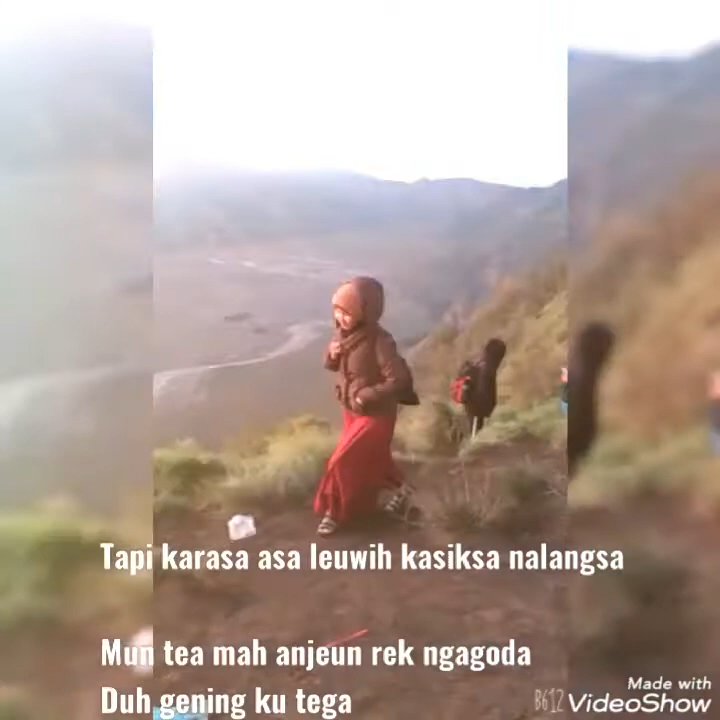 Tapi karasa asa leuwih kasiksa nalangsa
Mun tea mah anjeun rek ngagoda
Duh gening ku tega
Made with
B612 VideoShow